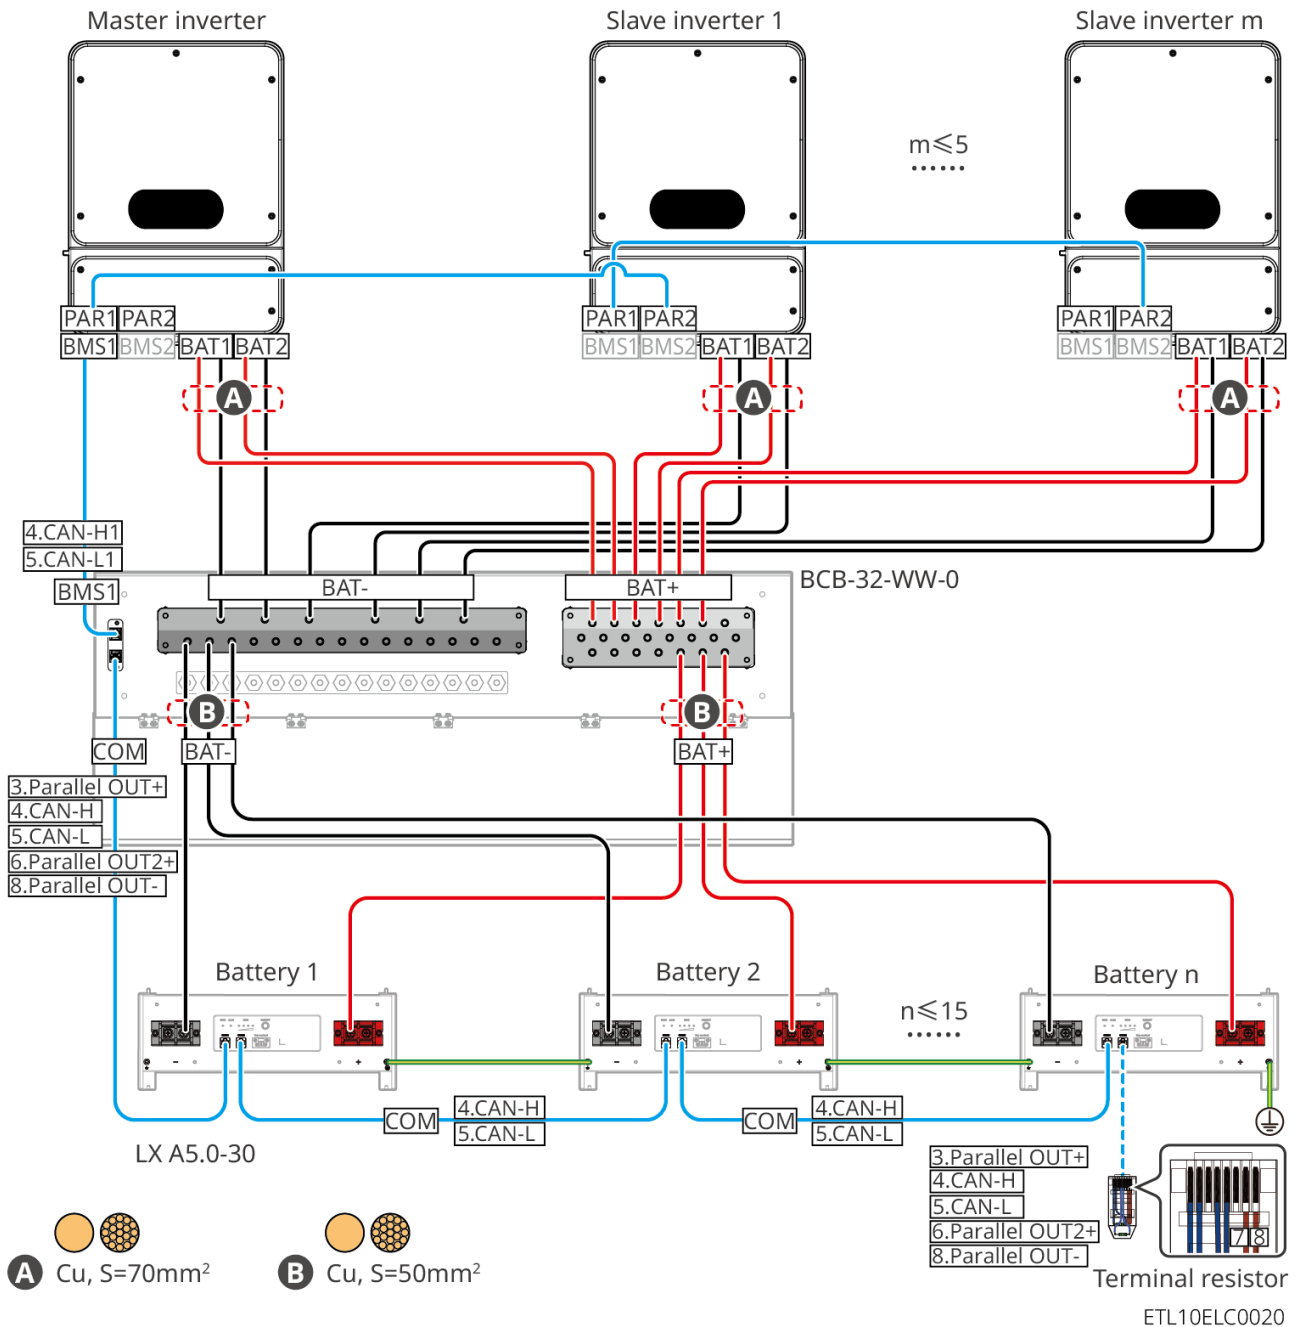 Master inverter
Slave inverter 1
Slave inverter m
m⩽5
PAR1 PAR2
BMS1 BMS2 BAT1 BAT2
PAR1 PAR2
BMS1 BMS2 BAT1 BAT2
PAR1 PAR2
BMS1 BMS2 BAT1 BAT2
A
A
A
4.CAN-H1
5.CAN-L1
BMS1
BAT-
BAT+
BCB-32-WW-0
B
B
COM
BAT-
BAT+
3.Parallel OUT+
4.CAN-H
5.CAN-L
6.Parallel OUT2+
8.Parallel OUT-
Battery 1
Battery 2
Battery n
n⩽15
- +
- +
- +
COM
4.CAN-H
5.CAN-L
COM
4.CAN-H
5.CAN-L
LX A5.0-30
3.Parallel OUT+
4.CAN-H
5.CAN-L
6.Parallel OUT2+
8.Parallel OUT-
7 8
Terminal resistor
A Cu, S=70mm²
B Cu, S=50mm²
ETL10ELC0020